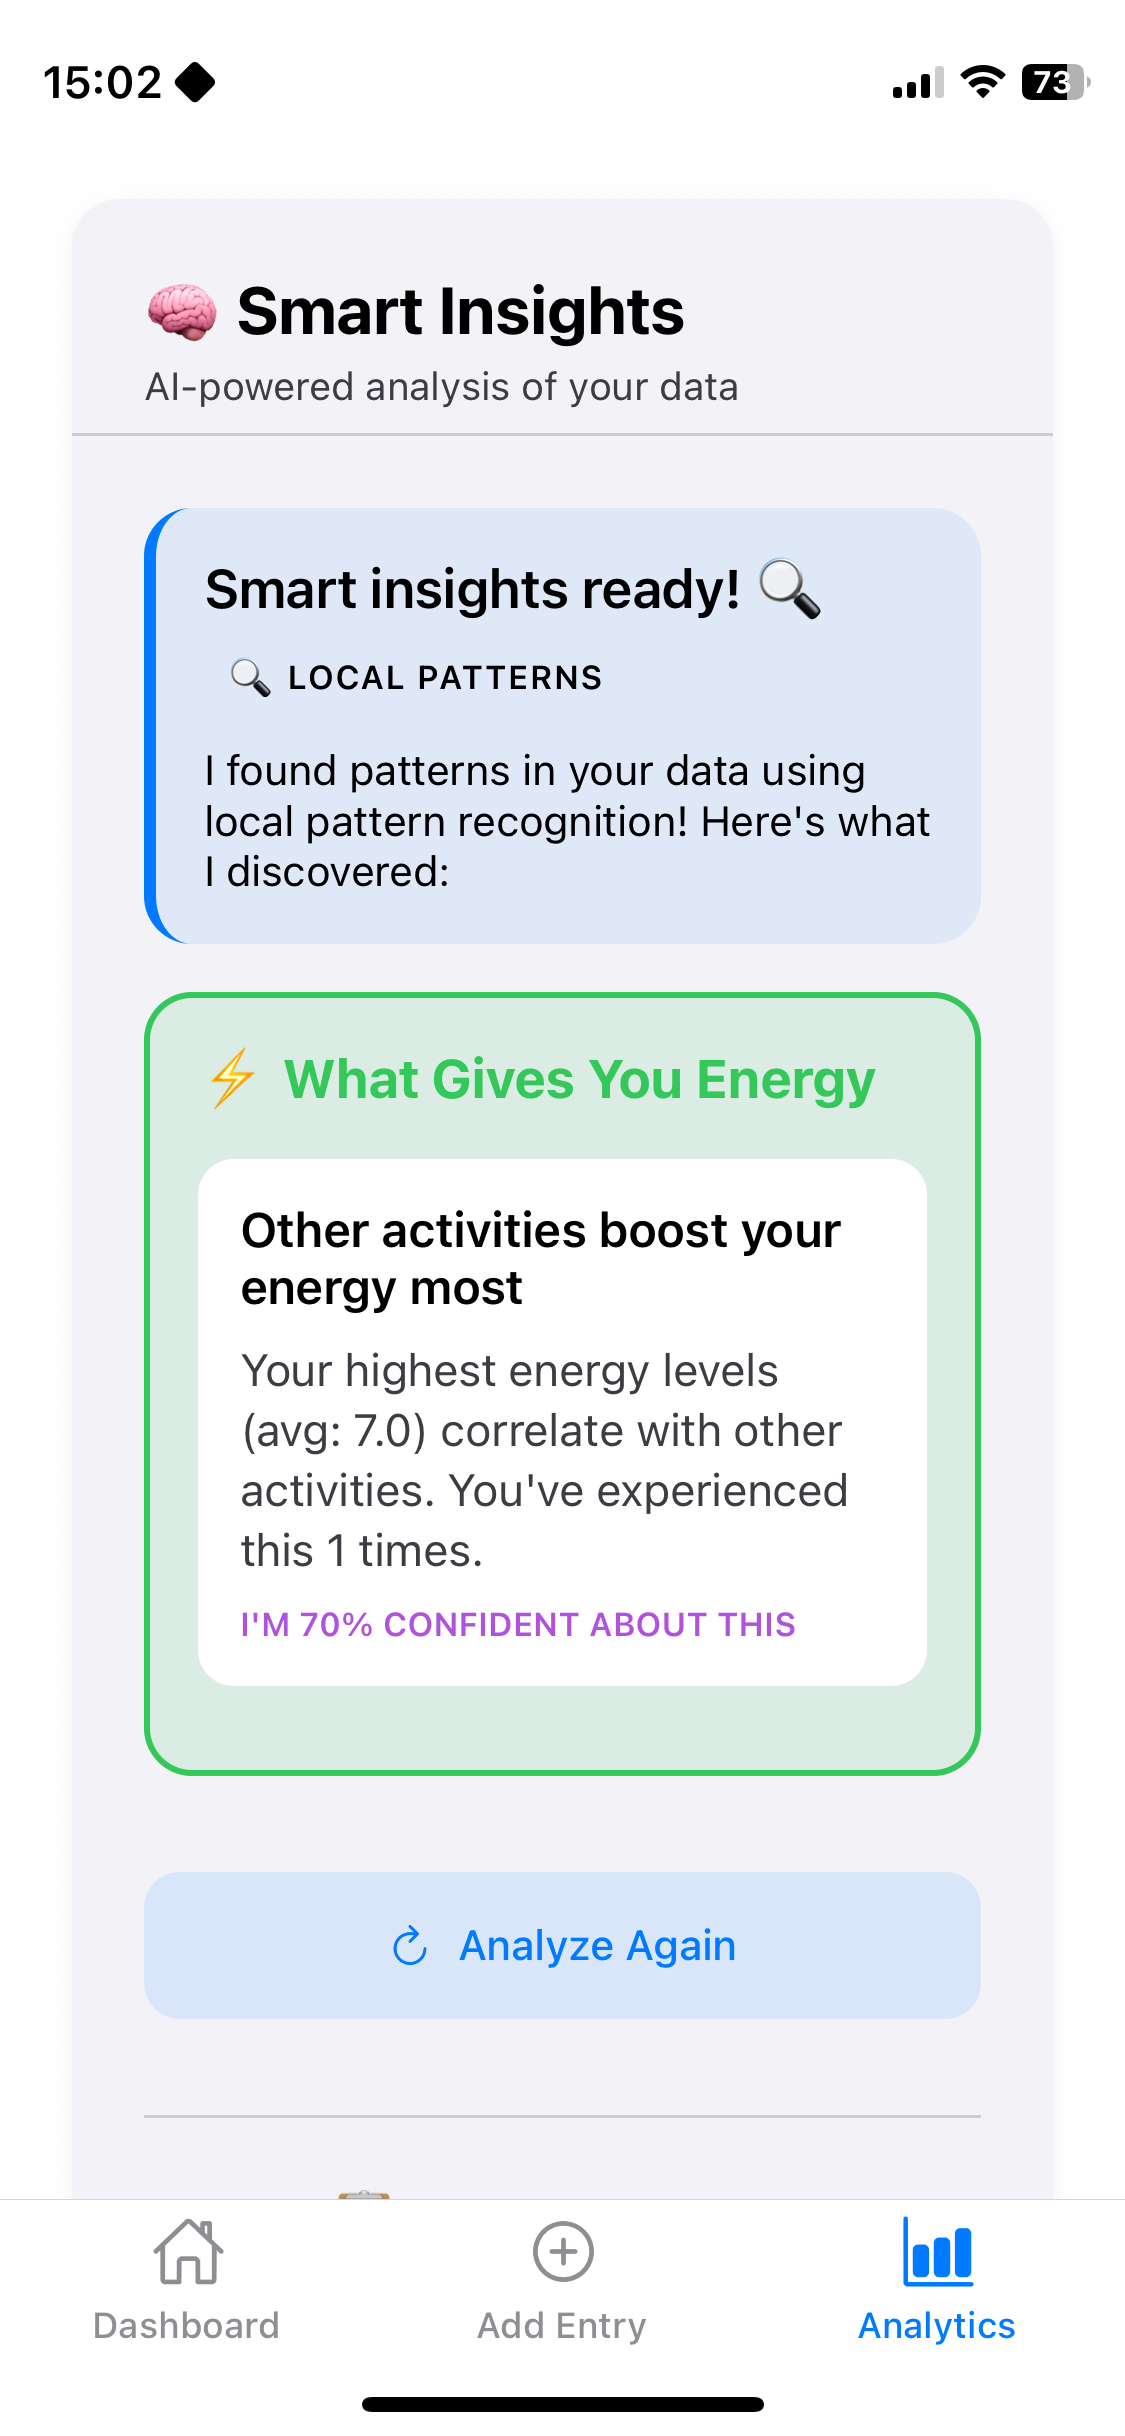 15:02
73
🧠 Smart Insights
AI-powered analysis of your data
Smart insights ready! 🔍
🔍 LOCAL PATTERNS
I found patterns in your data using
local pattern recognition! Here's what
I discovered:
⚡ What Gives You Energy
Other activities boost your
energy most
Your highest energy levels
(avg: 7.0) correlate with other
activities. You've experienced
this 1 times.
I'M 70% CONFIDENT ABOUT THIS
Analyze Again
Dashboard
Add Entry
Analytics